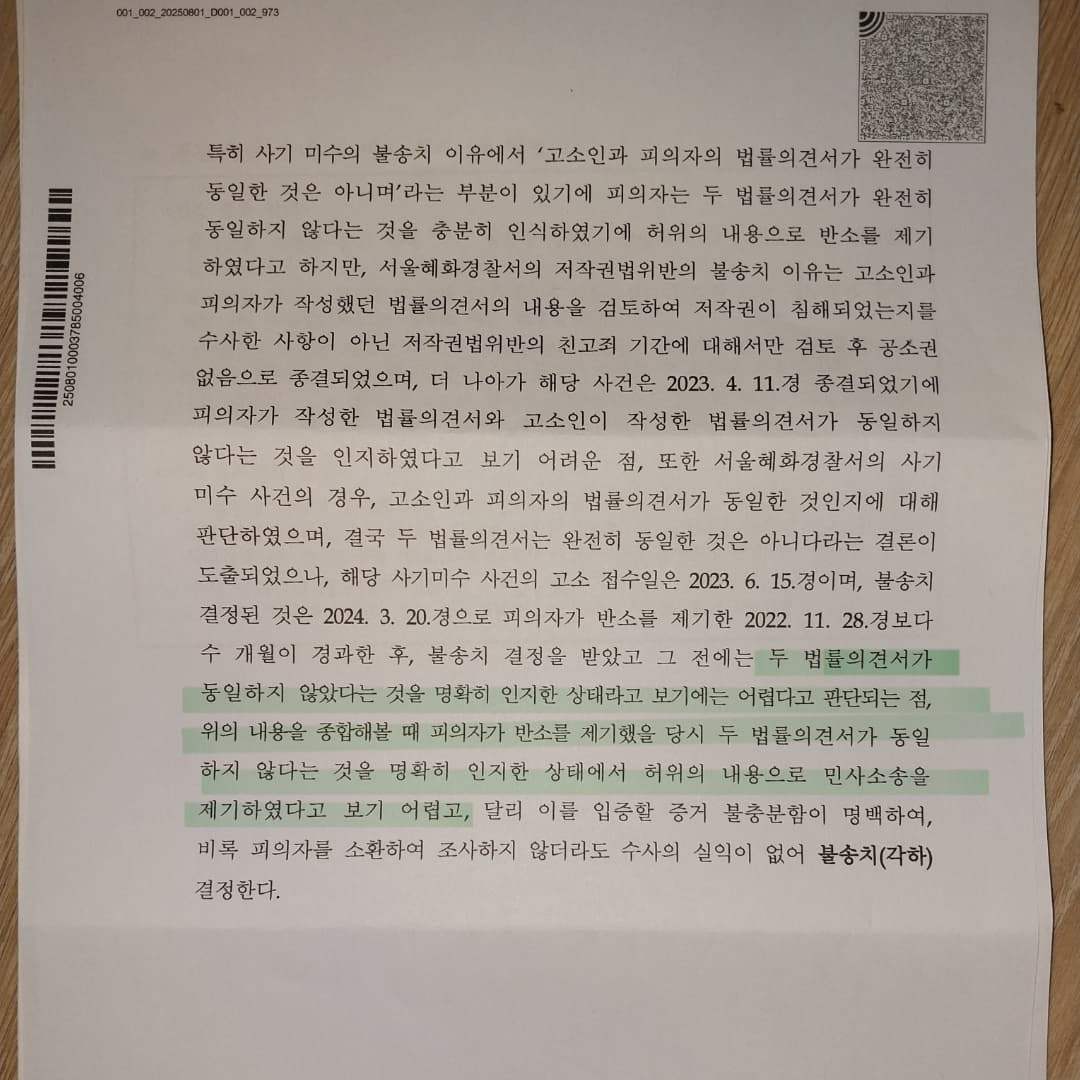 001_002_20250801_D001_002_973
특히 사기 미수의 불송치 이유에서 ‘고소인과 피의자의 법률의견서가 완전히
동일한 것은 아니며’라는 부분이 있기에 피의자는 두 법률의견서가 완전히
동일하지 않다는 것을 충분히 인식하였기에 허위의 내용으로 반소를 제기
하였다고 하지만, 서울혜화경찰서의 저작권법위반의 불송치 이유는 고소인과
피의자가 작성했던 법률의견서의 내용을 검토하여 저작권이 침해되었는지를
수사한 사항이 아닌 저작권법위반의 친고죄 기간에 대해서만 검토 후 공소권
없음으로 종결되었으며, 더 나아가 해당 사건은 2023. 4. 11.경 종결되었기에
피의자가 작성한 법률의견서와 고소인이 작성한 법률의견서가 동일하지
않다는 것을 인지하였다고 보기 어려운 점, 또한 서울혜화경찰서의 사기
미수 사건의 경우, 고소인과 피의자의 법률의견서가 동일한 것인지에 대해
판단하였으며, 결국 두 법률의견서는 완전히 동일한 것은 아니다라는 결론이
도출되었으나, 해당 사기미수 사건의 고소 접수일은 2023. 6. 15.경이며, 불송치
결정된 것은 2024. 3. 20.경으로 피의자가 반소를 제기한 2022. 11. 28.경보다
수 개월이 경과한 후, 불송치 결정을 받았고 그 전에는 두 법률의견서가
동일하지 않았다는 것을 명확히 인지한 상태라고 보기에는 어렵다고 판단되는 점,
위의 내용을 종합해볼 때 피의자가 반소를 제기했을 당시 두 법률의견서가 동일
하지 않다는 것을 명확히 인지한 상태에서 허위의 내용으로 민사소송을
제기하였다고 보기 어렵고, 달리 이를 입증할 증거 불충분함이 명백하여,
비록 피의자를 소환하여 조사하지 않더라도 수사의 실익이 없어 불송치(각하)
결정한다.
2508010003785004006